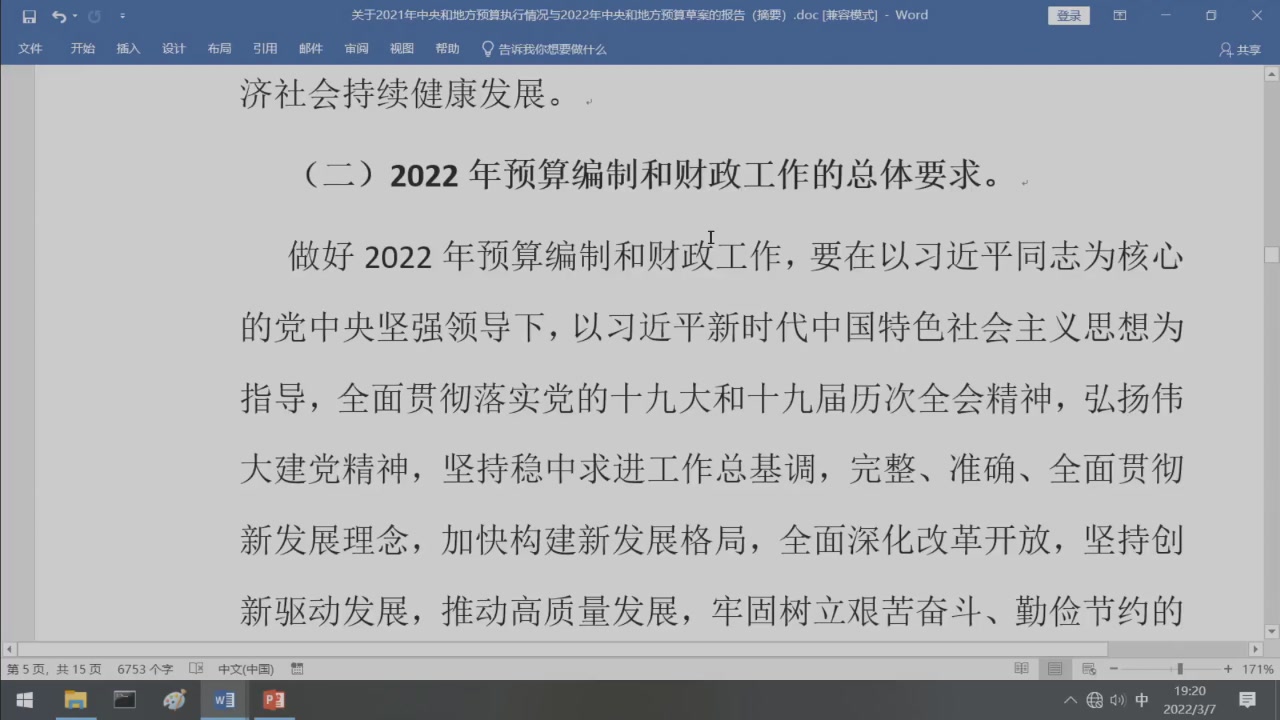 关于2021年中央和地方预算执行情况与2022年中央和地方预算草案的报告（摘要）.doc [兼容模式] - Word
登录
文件 开始 插入 设计 布局 引用 邮件 审阅 视图 帮助 告诉我你想要做什么 共享
济社会持续健康发展。
（二）2022 年预算编制和财政工作的总体要求。
做好 2022 年预算编制和财政工作，要在以习近平同志为核心
的党中央坚强领导下，以习近平新时代中国特色社会主义思想为
指导，全面贯彻落实党的十九大和十九届历次全会精神，弘扬伟
大建党精神，坚持稳中求进工作总基调，完整、准确、全面贯彻
新发展理念，加快构建新发展格局，全面深化改革开放，坚持创
新驱动发展，推动高质量发展，牢固树立艰苦奋斗、勤俭节约的
第 5 页，共 15 页 6753 个字 中文(中国) 171%
中 19:20
2022/3/7